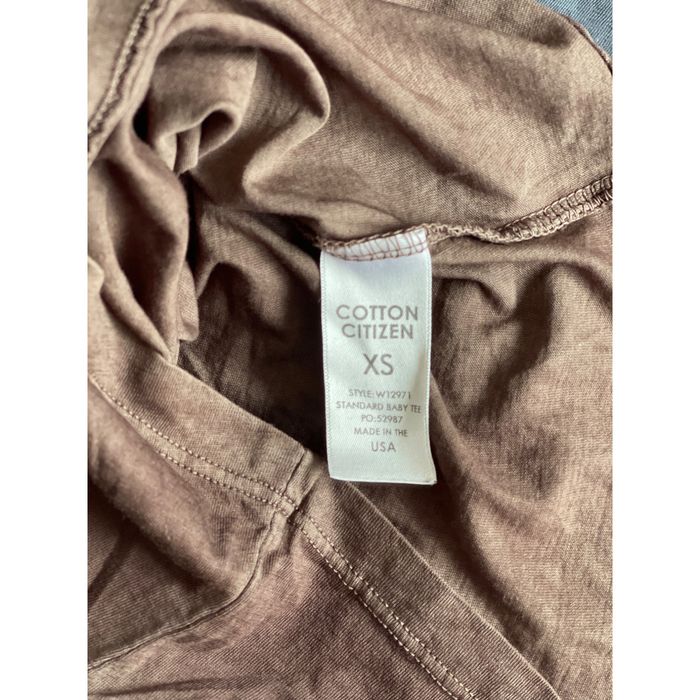 COTTON
CITIZEN
XS
STYLE:W12971
STANDARD BABY TEE
PO:52987
MADE IN THE
USA